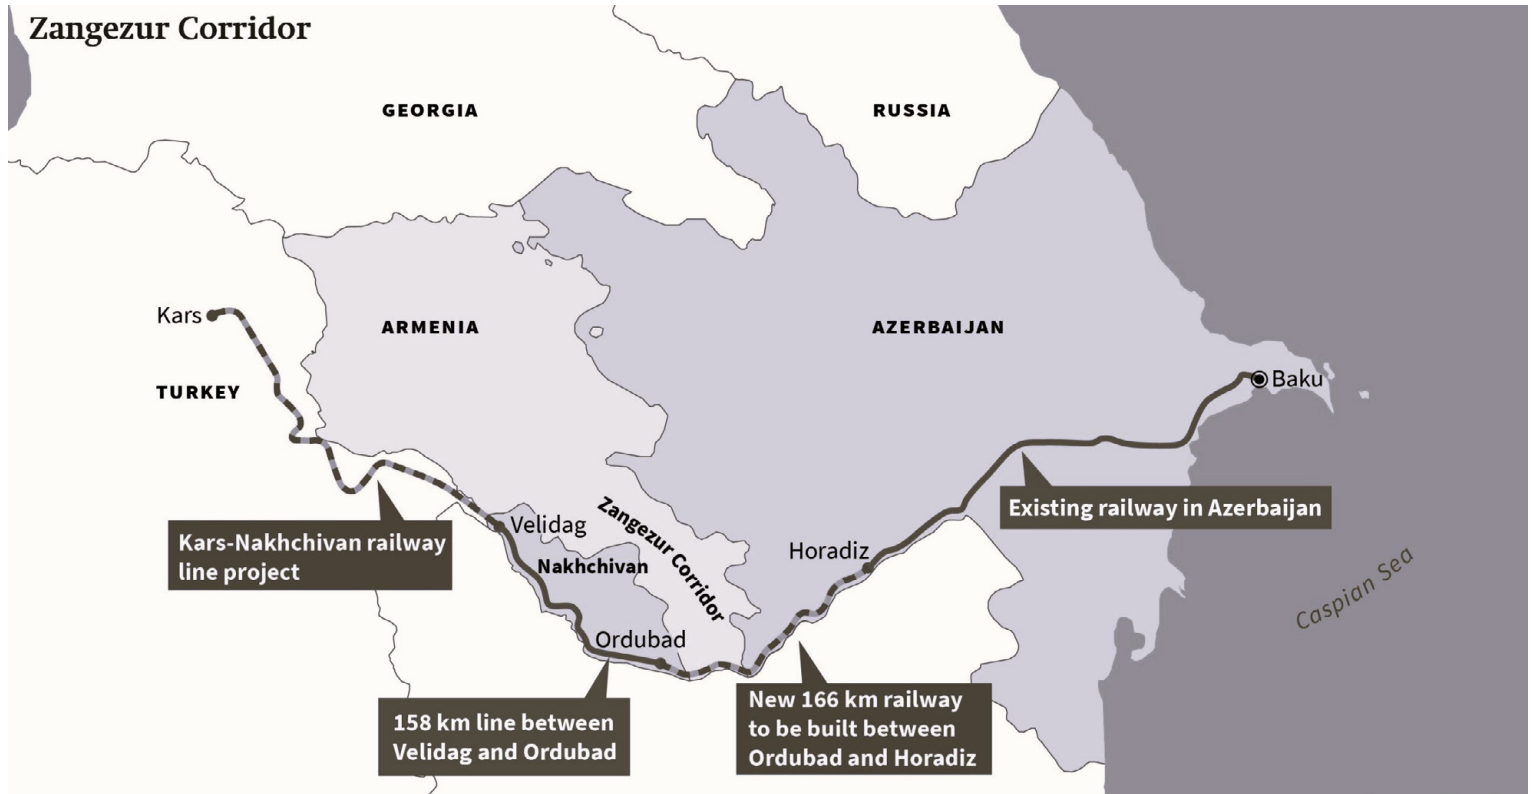 Zangezur Corridor
GEORGIA
RUSSIA
Kars
ARMENIA
AZERBAIJAN
TURKEY
Baku
Existing railway in Azerbaijan
Zangezur Corridor
Velidag
Kars-Nakhchivan railway
line project
Horadiz
Nakhchivan
Caspian Sea
Ordubad
158 km line between
Velidag and Ordubad
New 166 km railway
to be built between
Ordubad and Horadiz